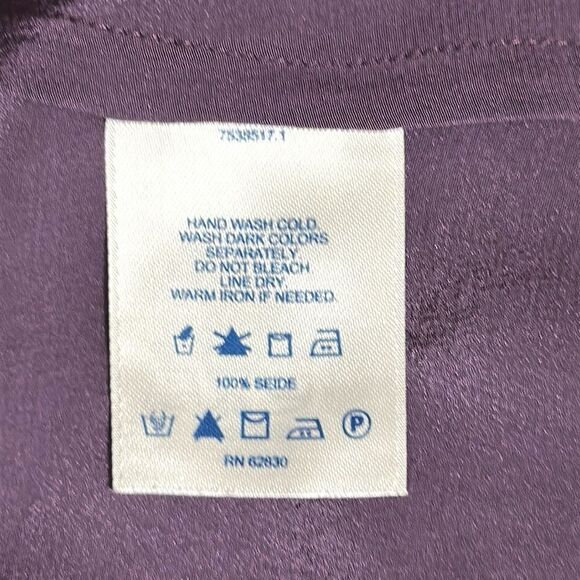 7538517.1
HAND WASH COLD.
WASH DARK COLORS
SEPARATELY
DO NOT BLEACH
LINE DRY
WARM IRON IF NEEDED.
100% SEIDE
P
RN 62830